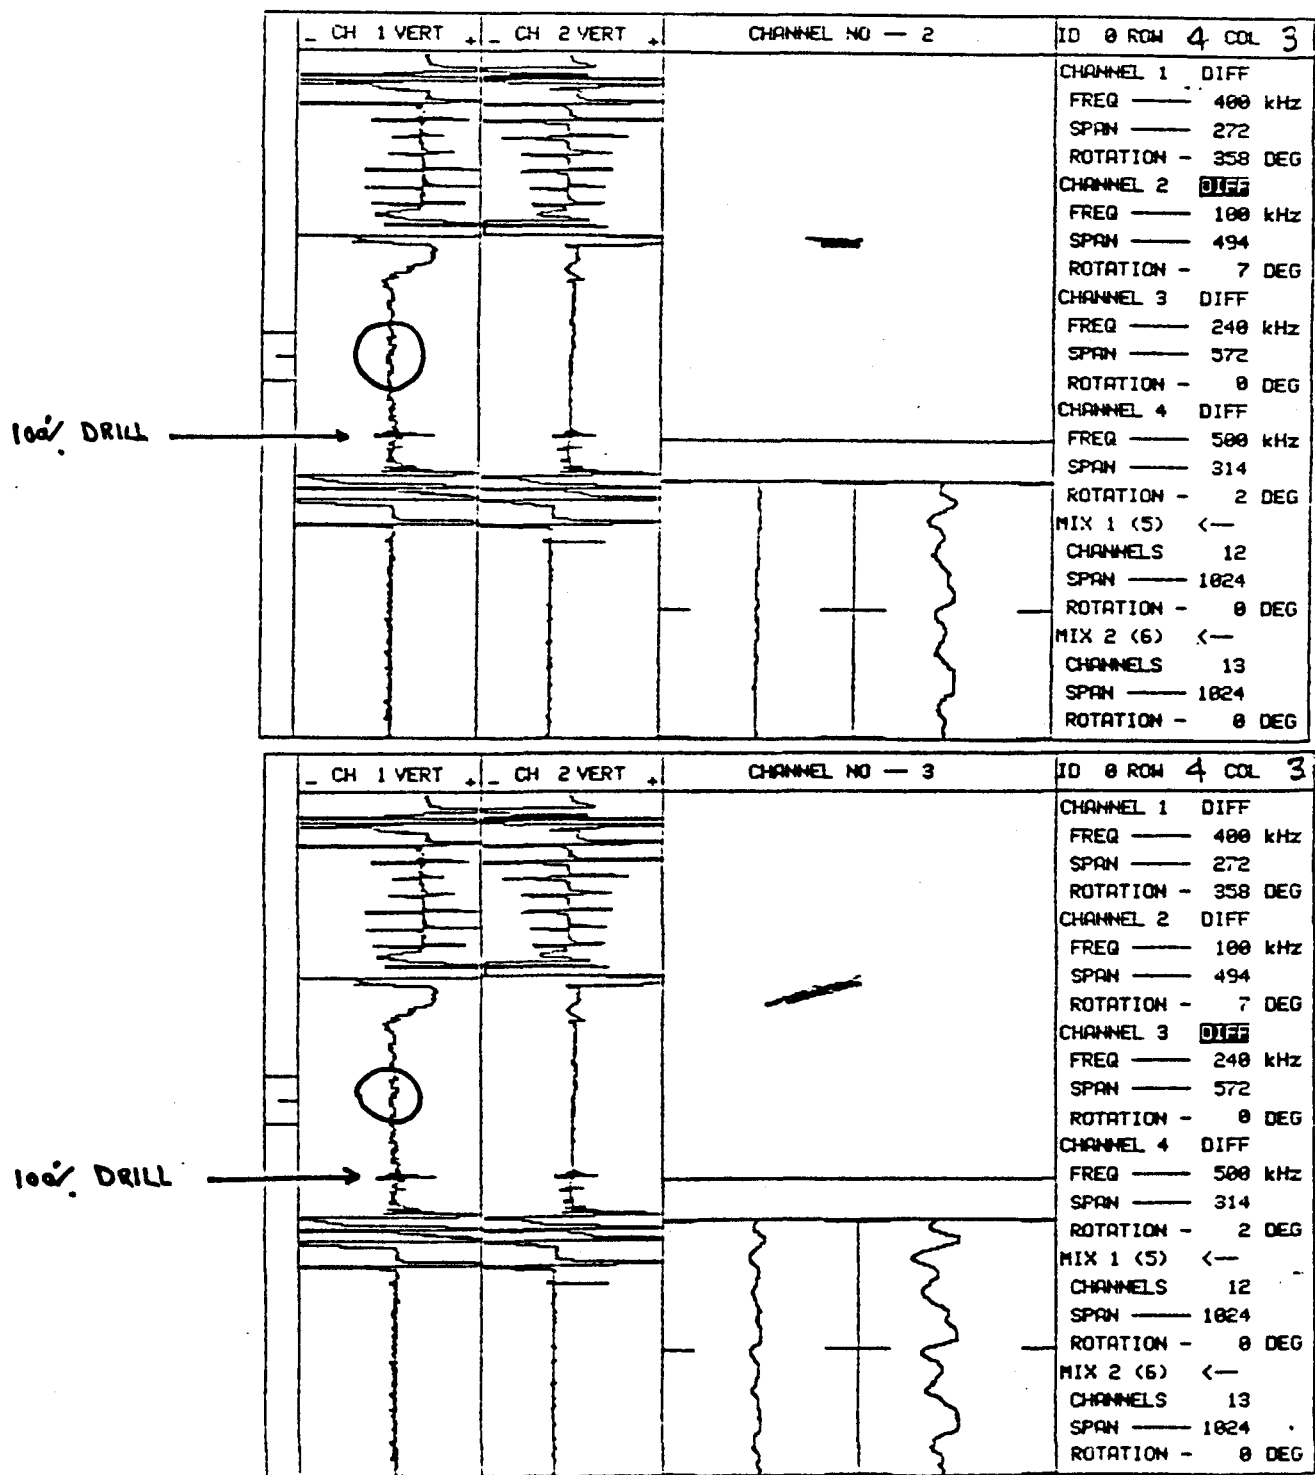 _ CH 1 VERT + _ CH 2 VERT + CHANNEL NO — 2 ID 0 ROW 4 COL 3
CHANNEL 1 DIFF
FREQ —— 400 kHz
SPAN —— 272
ROTATION - 358 DEG
CHANNEL 2 DIFF
FREQ —— 100 kHz
SPAN —— 494
ROTATION - 7 DEG
CHANNEL 3 DIFF
FREQ —— 240 kHz
SPAN —— 572
ROTATION - 0 DEG
CHANNEL 4 DIFF
100% DRILL
FREQ —— 500 kHz
SPAN —— 314
ROTATION - 2 DEG
MIX 1 (5) <—
CHANNELS 12
SPAN —— 1024
ROTATION - 0 DEG
MIX 2 (6) <—
CHANNELS 13
SPAN —— 1024
ROTATION - 0 DEG
_ CH 1 VERT + _ CH 2 VERT + CHANNEL NO — 3 ID 0 ROW 4 COL 3
CHANNEL 1 DIFF
FREQ —— 400 kHz
SPAN —— 272
ROTATION - 358 DEG
CHANNEL 2 DIFF
FREQ —— 100 kHz
SPAN —— 494
ROTATION - 7 DEG
CHANNEL 3 DIFF
FREQ —— 240 kHz
SPAN —— 572
ROTATION - 0 DEG
CHANNEL 4 DIFF
100% DRILL
FREQ —— 500 kHz
SPAN —— 314
ROTATION - 2 DEG
MIX 1 (5) <—
CHANNELS 12
SPAN —— 1024
ROTATION - 0 DEG
MIX 2 (6) <—
CHANNELS 13
SPAN —— 1024
ROTATION - 0 DEG